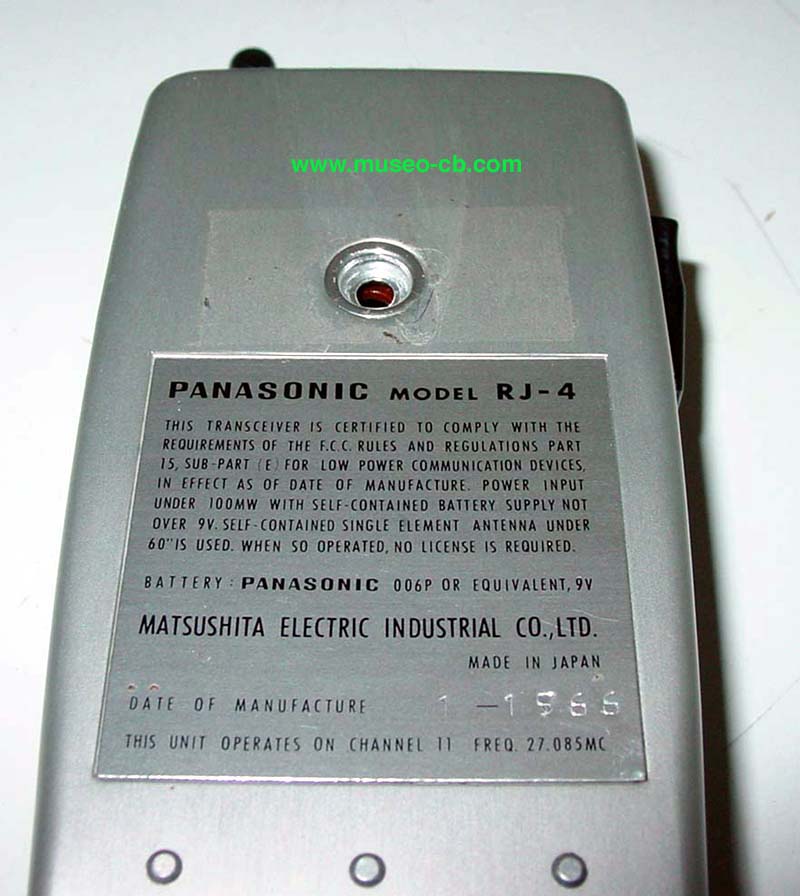 www.museo-cb.com
PANASONIC MODEL RJ-4
THIS TRANSCEIVER IS CERTIFIED TO COMPLY WITH THE
REQUIREMENTS OF THE F.C.C. RULES AND REGULATIONS PART
15, SUB-PART (E) FOR LOW POWER COMMUNICATION DEVICES,
IN EFFECT AS OF DATE OF MANUFACTURE. POWER INPUT
UNDER 100MW WITH SELF-CONTAINED BATTERY SUPPLY NOT
OVER 9V. SELF-CONTAINED SINGLE ELEMENT ANTENNA UNDER
60" IS USED. WHEN SO OPERATED, NO LICENSE IS REQUIRED.
BATTERY : PANASONIC 006P OR EQUIVALENT, 9V
MATSUSHITA ELECTRIC INDUSTRIAL CO.,LTD.
MADE IN JAPAN
DATE OF MANUFACTURE 1 -1966
THIS UNIT OPERATES ON CHANNEL 11 FREQ. 27.085MC